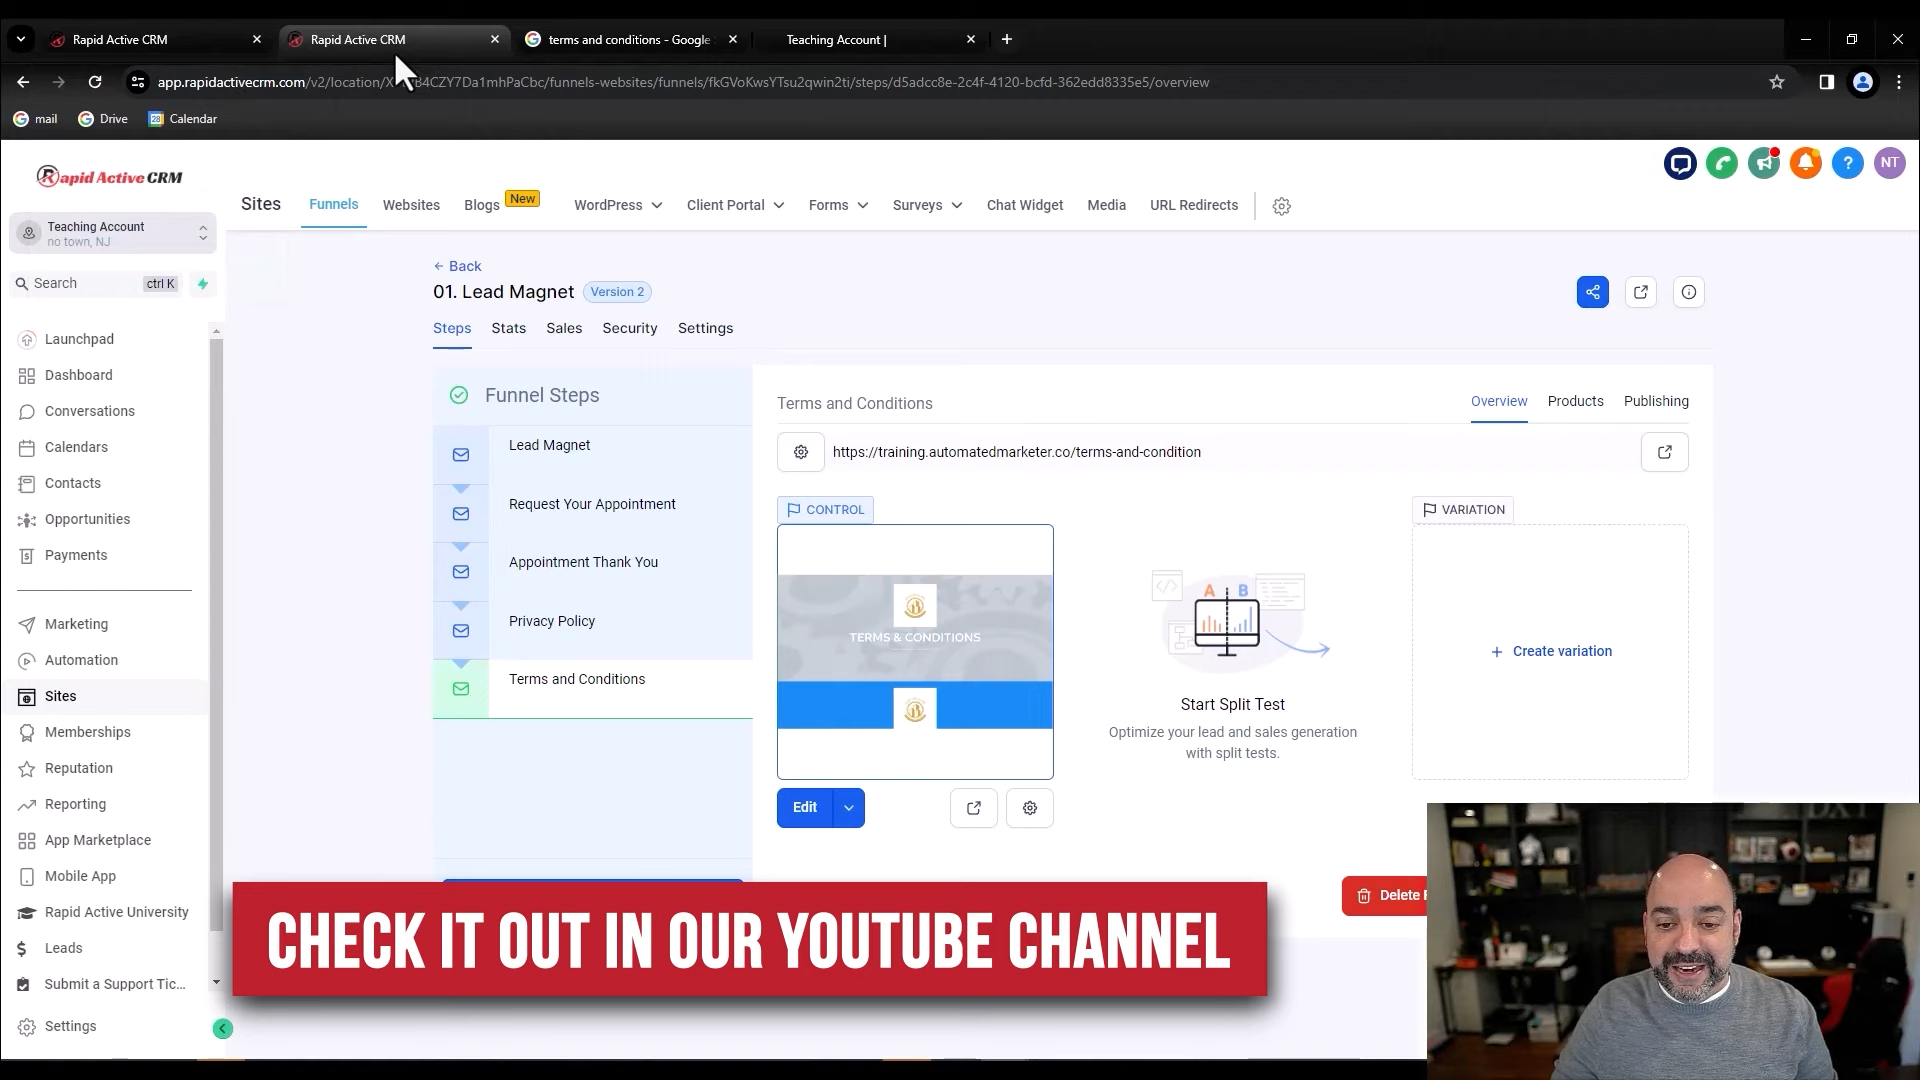 Rapid Active CRM
Rapid Active CRM
terms and conditions - Google
Teaching Account |
app.rapidactivecrm.com/v2/location/X
B4CZY7Da1mhPaCbc/funnels-websites/funnels/fkGVoKwsYTsu2qwin2ti/steps/d5adcc8e-2c4f-4120-bcfd-362edd8335e5/overview
mail
Drive
Calendar
Rapid Active CRM
Teaching Account
no town, NJ
Search
ctrl K
Launchpad
Dashboard
Conversations
Calendars
Contacts
Opportunities
Payments
Marketing
Automation
Sites
Memberships
Reputation
Reporting
App Marketplace
Mobile App
Rapid Active University
Leads
Submit a Support Tic...
Settings
Sites
Funnels
Websites
Blogs
New
WordPress
Client Portal
Forms
Surveys
Chat Widget
Media
URL Redirects
NT
← Back
01. Lead Magnet
Version 2
Steps
Stats
Sales
Security
Settings
Funnel Steps
Lead Magnet
Request Your Appointment
Appointment Thank You
Privacy Policy
Terms and Conditions
Terms and Conditions
Overview
Products
Publishing
https://training.automatedmarketer.co/terms-and-condition
CONTROL
TERMS & CONDITIONS
Edit
A B
Start Split Test
Optimize your lead and sales generation
with split tests.
VARIATION
+ Create variation
Delete
CHECK IT OUT IN OUR YOUTUBE CHANNEL